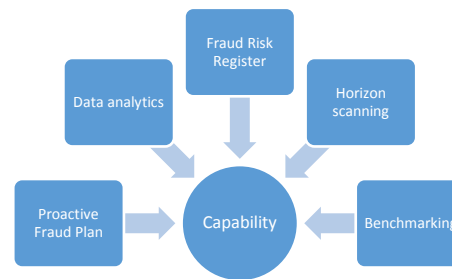 Fraud Risk
Register
Data analytics
Horizon
scanning
Proactive
Fraud Plan
Capability
Benchmarking